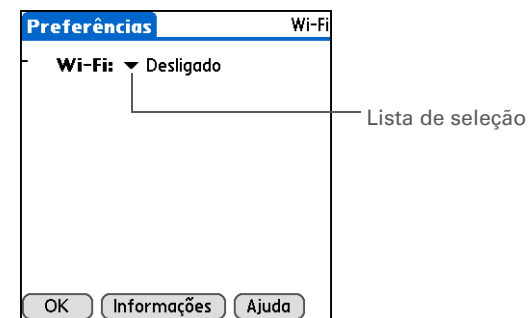 Preferências Wi-Fi
Wi-Fi: Desligado
Lista de seleção
OK Informações Ajuda